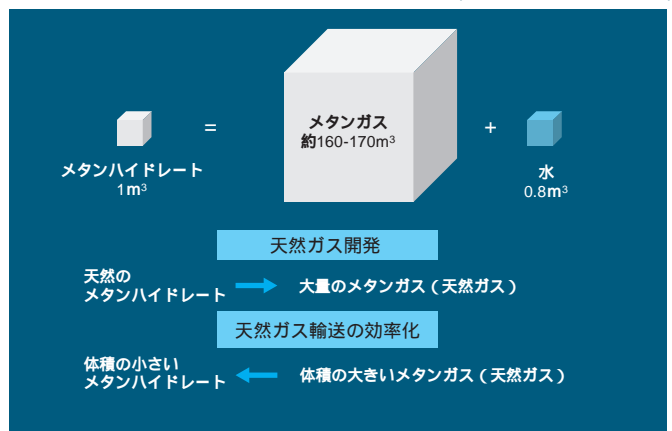 メタンガス
約160-170m³
=
+
メタンハイドレート
1m³
水
0.8m³
天然ガス開発
天然の
メタンハイドレート
大量のメタンガス(天然ガス)
天然ガス輸送の効率化
体積の小さい
メタンハイドレート
体積の大きいメタンガス(天然ガス)